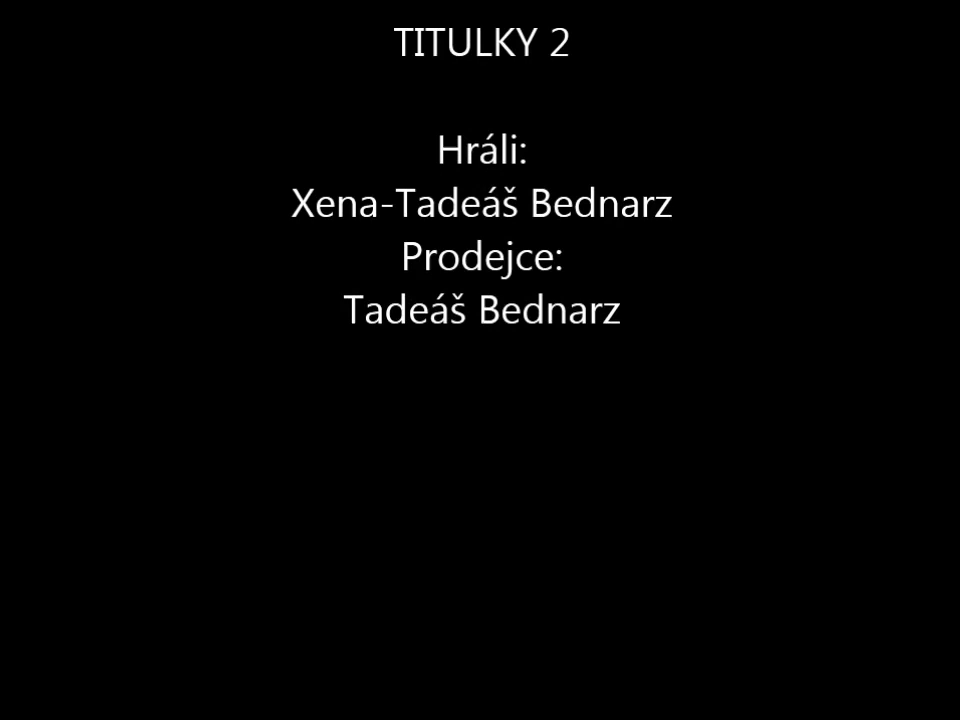 TITULKY 2
Hráli:
Xena-Tadeáš Bednarz
Prodejce:
Tadeáš Bednarz